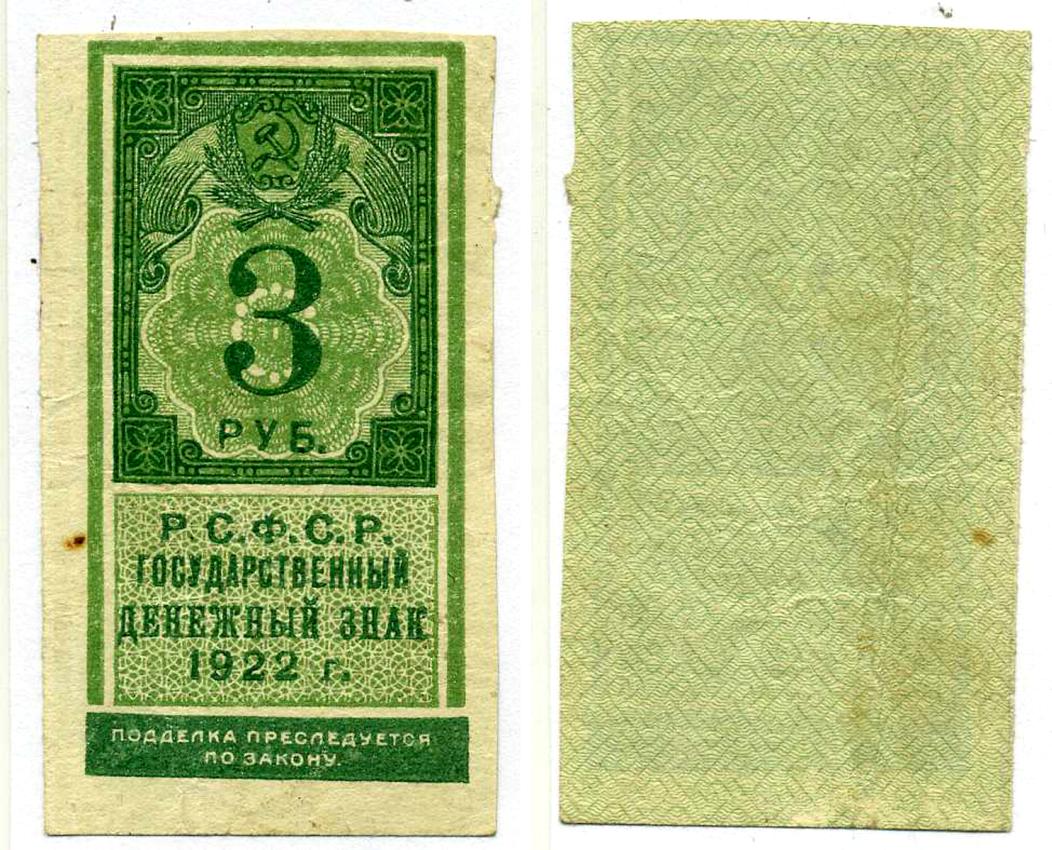 3
РУБ.
Р.С.Ф.С.Р.
ГОСУДАРСТВЕННЫЙ
ДЕНЕЖНЫЙ ЗНАК
1922 г.
ПОДДЕЛКА ПРЕСЛЕДУЕТСЯ
ПО ЗАКОНУ.